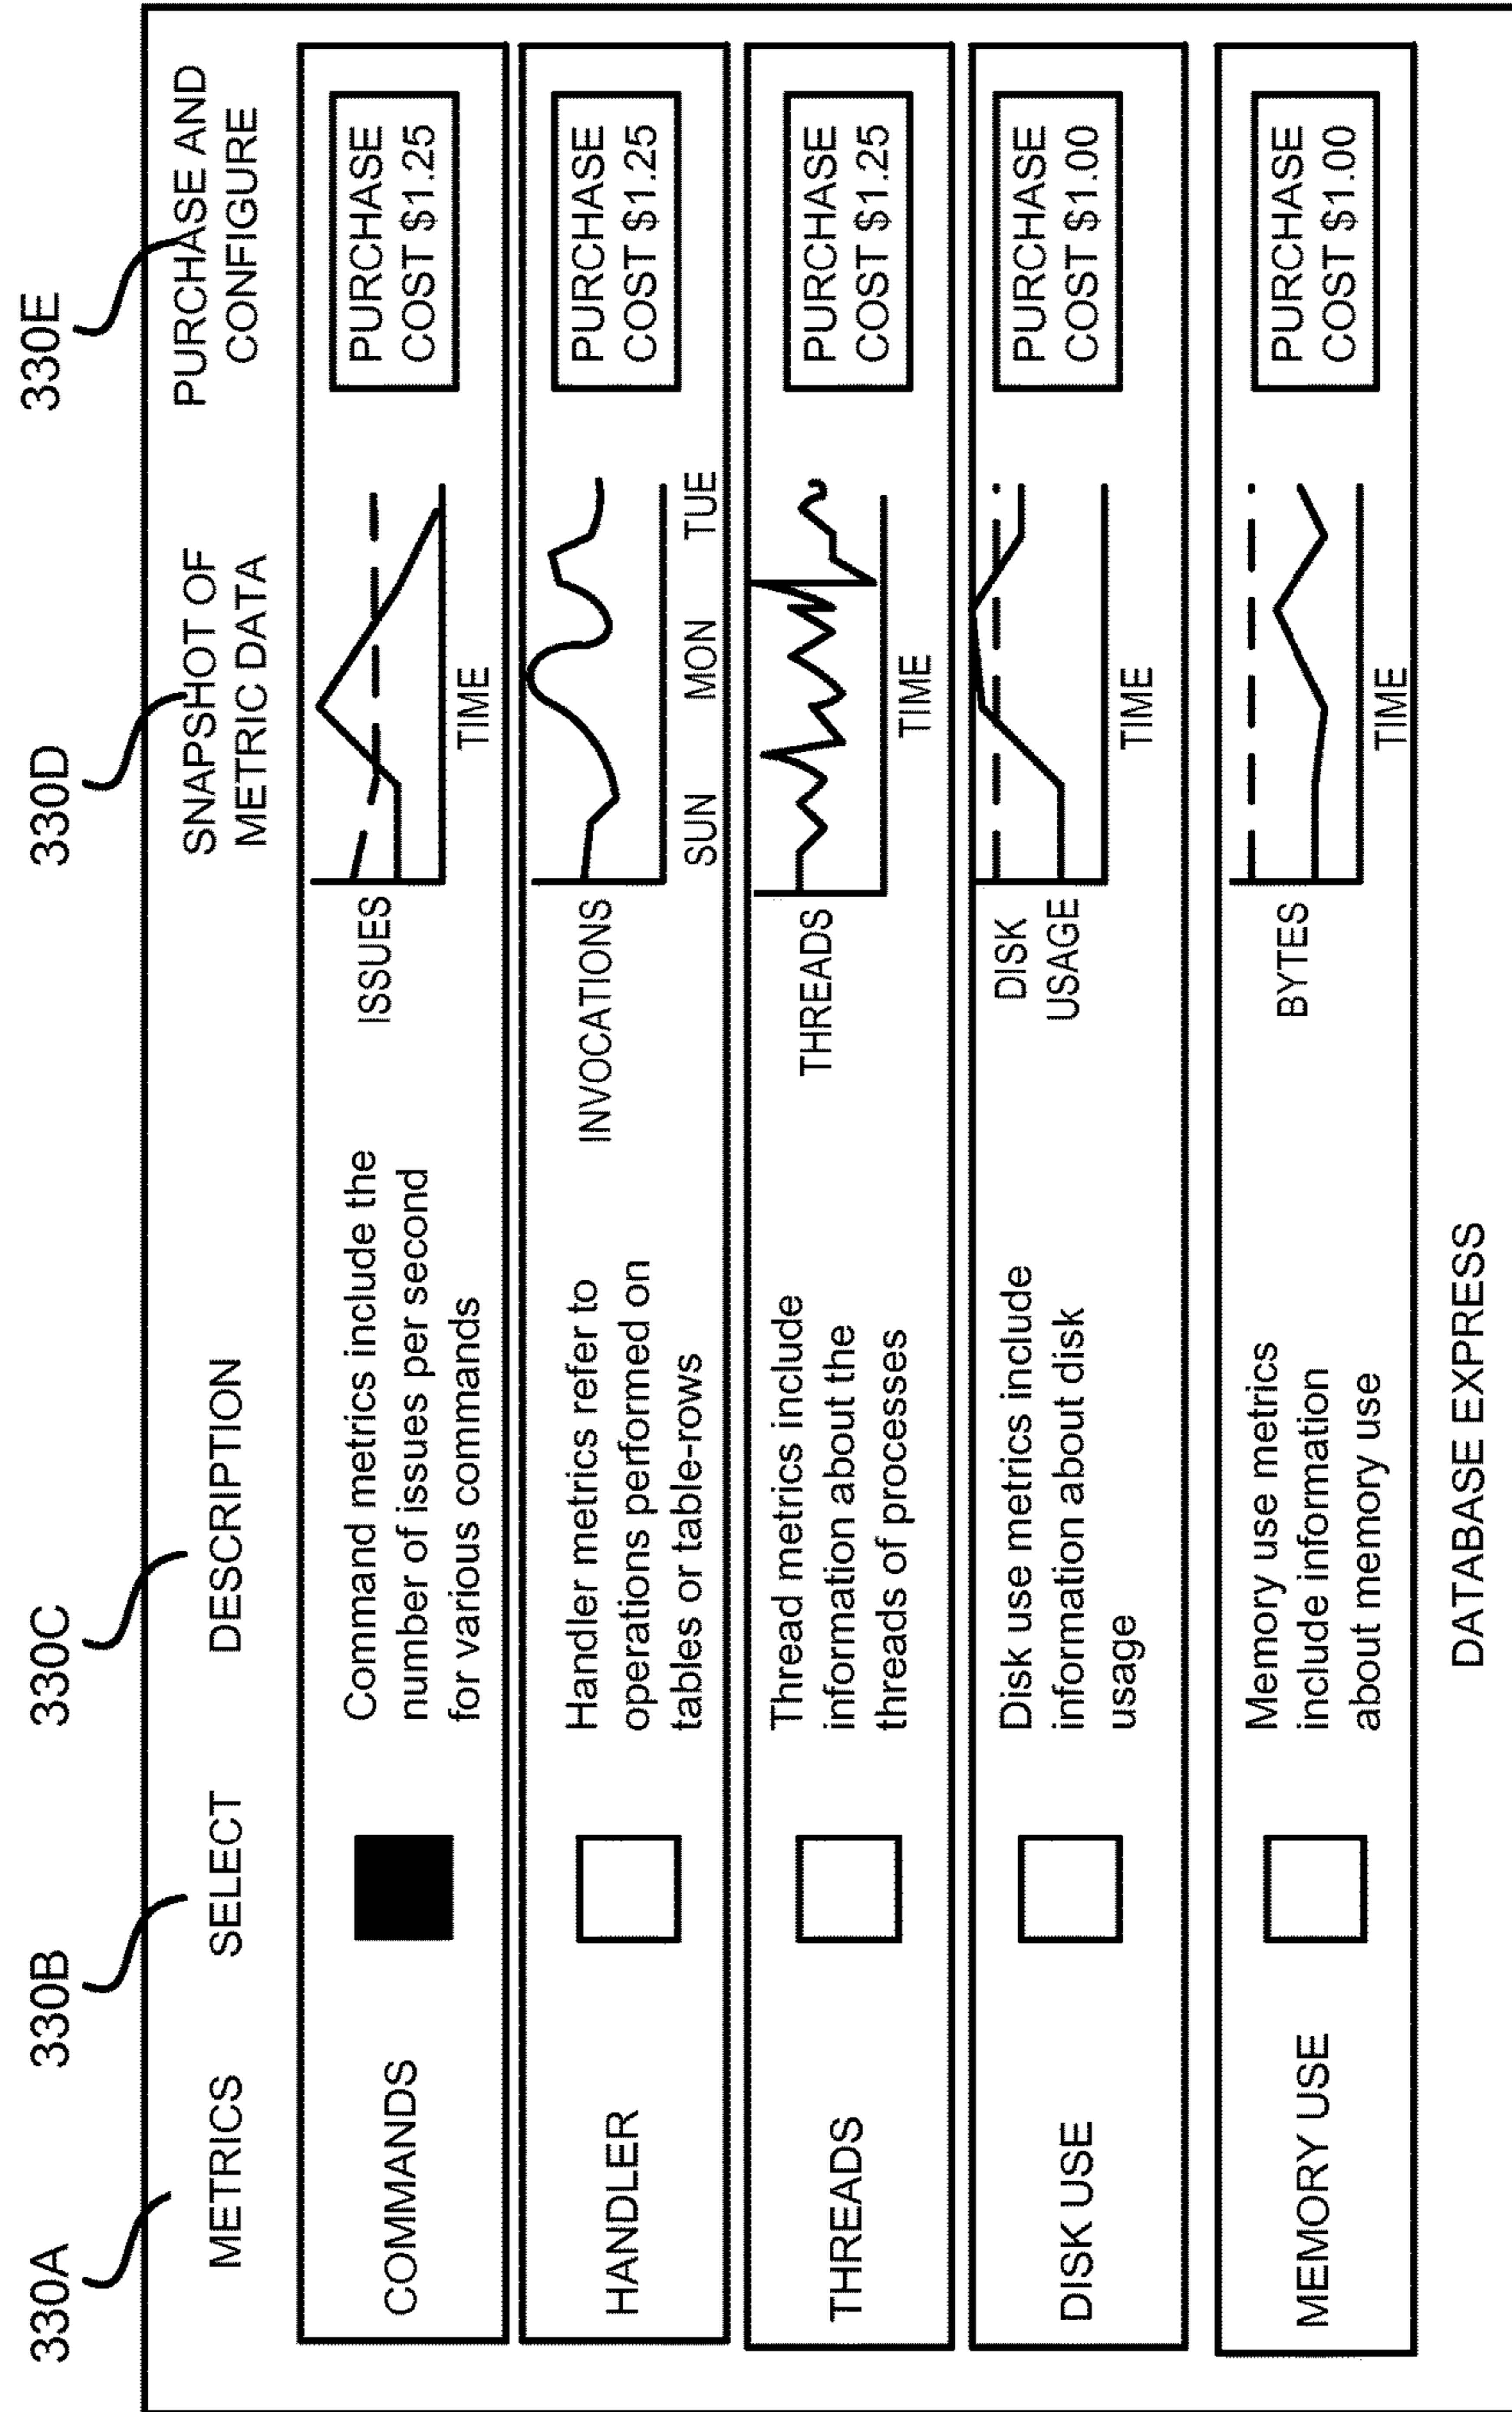 330A
330B
330C
330D
330E
METRICS
SELECT
DESCRIPTION
SNAPSHOT OF
METRIC DATA
PURCHASE AND
CONFIGURE
COMMANDS
Command metrics include the
number of issues per second
for various commands
ISSUES
TIME
PURCHASE
COST $1.25
HANDLER
Handler metrics refer to
operations performed on
tables or table-rows
INVOCATIONS
SUN
MON
TUE
PURCHASE
COST $1.25
THREADS
Thread metrics include
information about the
threads of processes
THREADS
TIME
PURCHASE
COST $1.25
DISK USE
Disk use metrics include
information about disk
usage
DISK
USAGE
TIME
PURCHASE
COST $1.00
MEMORY USE
Memory use metrics
include information
about memory use
BYTES
TIME
PURCHASE
COST $1.00
DATABASE EXPRESS